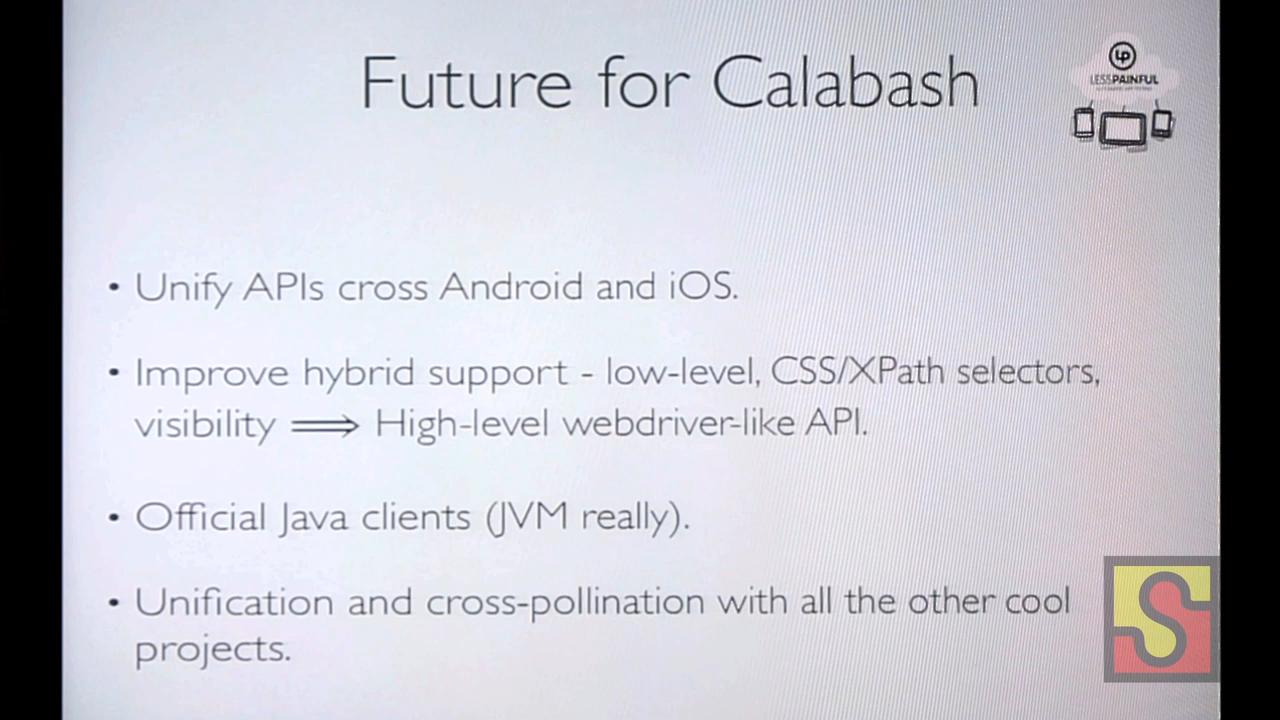 Future for Calabash
LP
LESSPAINFUL
• Unify APIs cross Android and iOS.
• Improve hybrid support - low-level, CSS/XPath selectors,
visibility ⟹ High-level webdriver-like API.
• Official Java clients (JVM really).
• Unification and cross-pollination with all the other cool
projects.
S